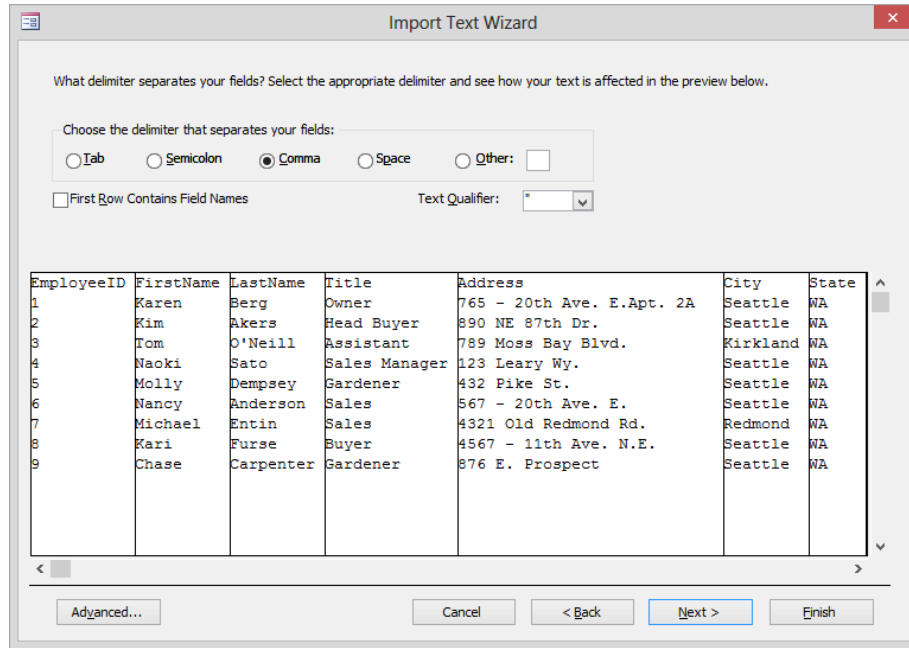 Import Text Wizard
What delimiter separates your fields? Select the appropriate delimiter and see how your text is affected in the preview below.
Choose the delimiter that separates your fields:
Tab Semicolon Comma Space Other:
First Row Contains Field Names Text Qualifier: "
EmployeeID FirstName LastName Title Address City State
1 Karen Berg Owner 765 - 20th Ave. E.Apt. 2A Seattle WA
2 Kim Akers Head Buyer 890 NE 87th Dr. Seattle WA
3 Tom O'Neill Assistant 789 Moss Bay Blvd. Kirkland WA
4 Naoki Sato Sales Manager 123 Leary Wy. Seattle WA
5 Molly Dempsey Gardener 432 Pike St. Seattle WA
6 Nancy Anderson Sales 567 - 20th Ave. E. Seattle WA
7 Michael Entin Sales 4321 Old Redmond Rd. Redmond WA
8 Kari Furse Buyer 4567 - 11th Ave. N.E. Seattle WA
9 Chase Carpenter Gardener 876 E. Prospect Seattle WA
Advanced... Cancel < Back Next > Finish